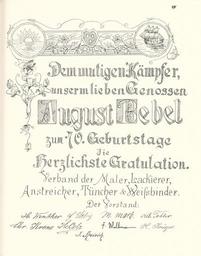 Dem mutigen Kämpfer,
unserm lieben Genossen
August Bebel
zum 70. Geburtstage
die
Herzlichste Gratulation.
Verband der Maler, Lackierer,
Anstreicher, Tüncher & Weißbinder.
Der Vorstand: